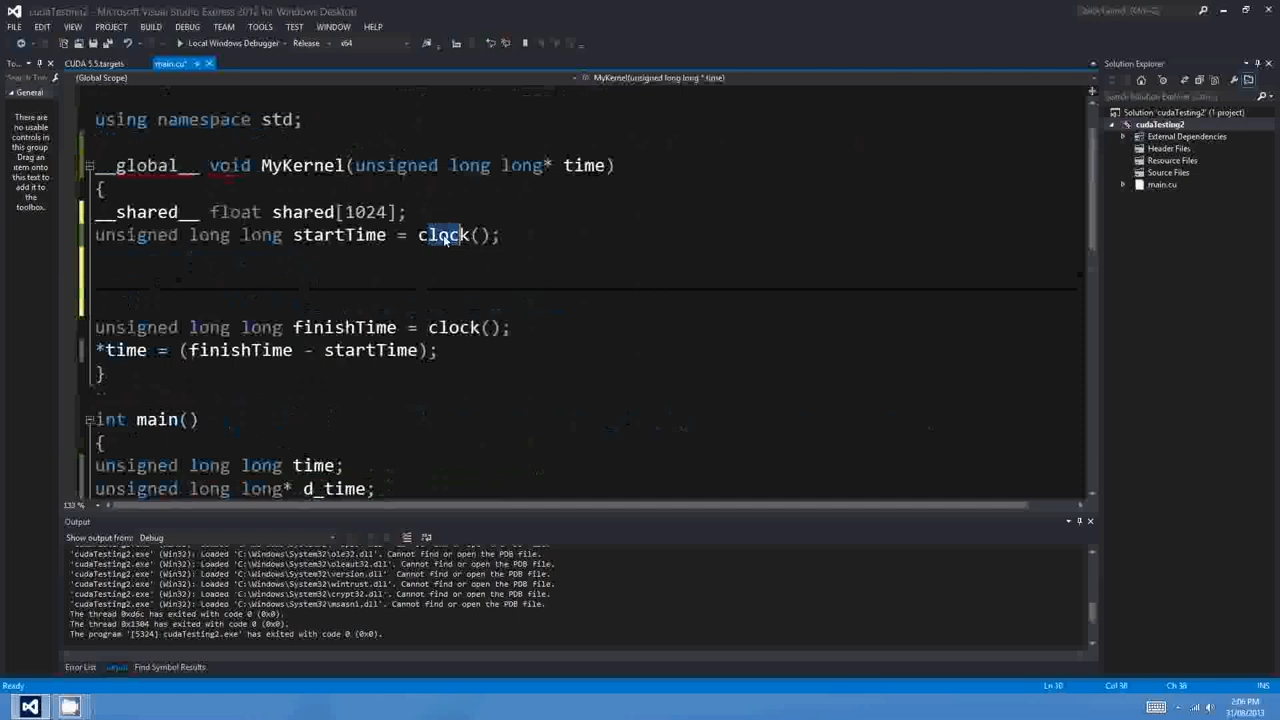 cudaTesting2 - Microsoft Visual Studio Express 2012 for Windows Desktop
FILE EDIT VIEW PROJECT BUILD DEBUG TEAM TOOLS TEST WINDOW HELP
Local Windows Debugger Release x64
To...
CUDA 5.5.targets main.cu*
Solution Explorer
Search Too
(Global Scope) MyKernel(unsigned long long * time)
General
There are no usable controls in this group. Drag an item onto this text to add it to the toolbox.
using namespace std;
__global__ void MyKernel(unsigned long long* time)
{
__shared__ float shared[1024];
unsigned long long startTime = clock();
unsigned long long finishTime = clock();
*time = (finishTime - startTime);
}
int main()
{
unsigned long long time;
unsigned long long* d_time;
133 %
Solution 'cudaTesting2' (1 project)
cudaTesting2
External Dependencies
Header Files
Resource Files
Source Files
main.cu
Output
Show output from: Debug
'cudaTesting2.exe' (Win32): Loaded 'C:\Windows\System32\ole32.dll'. Cannot find or open the PDB file.
'cudaTesting2.exe' (Win32): Loaded 'C:\Windows\System32\oleaut32.dll'. Cannot find or open the PDB file.
'cudaTesting2.exe' (Win32): Loaded 'C:\Windows\System32\version.dll'. Cannot find or open the PDB file.
'cudaTesting2.exe' (Win32): Loaded 'C:\Windows\System32\wintrust.dll'. Cannot find or open the PDB file.
'cudaTesting2.exe' (Win32): Loaded 'C:\Windows\System32\crypt32.dll'. Cannot find or open the PDB file.
'cudaTesting2.exe' (Win32): Loaded 'C:\Windows\System32\msasn1.dll'. Cannot find or open the PDB file.
The thread 0xd6c has exited with code 0 (0x0).
The thread 0x1304 has exited with code 0 (0x0).
The program '[5324] cudaTesting2.exe' has exited with code 0 (0x0).
Error List Output Find Symbol Results
Ready Ln 10 Col 38 Ch 38 INS
2:06 PM
31/08/2013